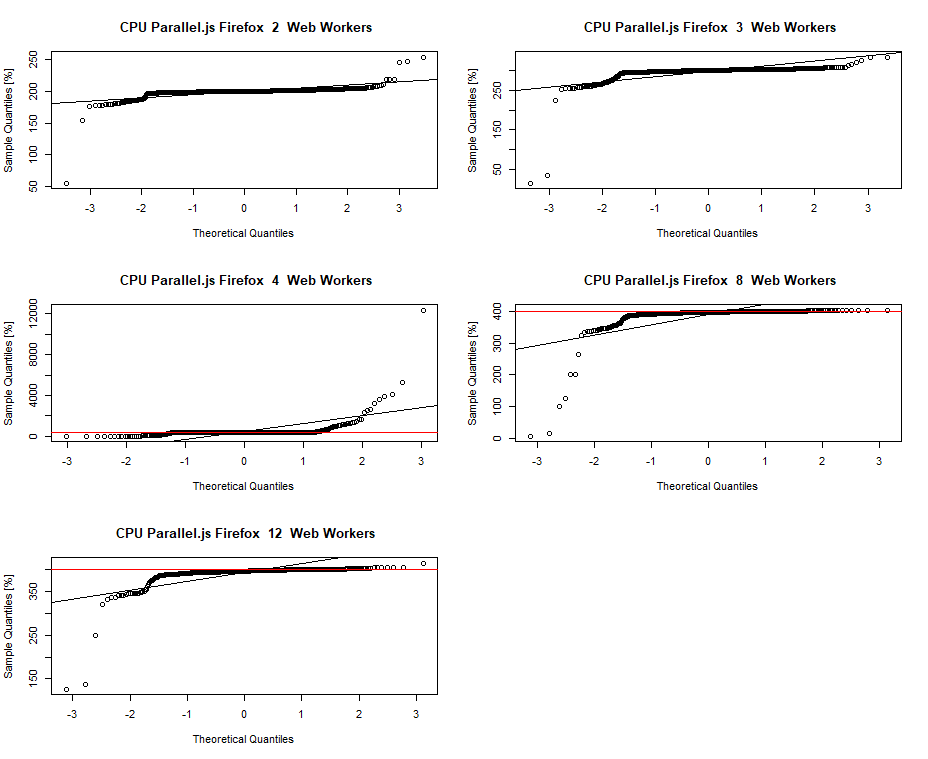 CPU Parallel.js Firefox  2  Web Workers
Sample Quantiles [%]
50 100 150 200 250
-3 -2 -1 0 1 2 3
Theoretical Quantiles
CPU Parallel.js Firefox  3  Web Workers
Sample Quantiles [%]
50 150 250
-3 -2 -1 0 1 2 3
Theoretical Quantiles
CPU Parallel.js Firefox  4  Web Workers
Sample Quantiles [%]
0 4000 8000 12000
-3 -2 -1 0 1 2 3
Theoretical Quantiles
CPU Parallel.js Firefox  8  Web Workers
Sample Quantiles [%]
0 100 200 300 400
-3 -2 -1 0 1 2 3
Theoretical Quantiles
CPU Parallel.js Firefox  12  Web Workers
Sample Quantiles [%]
150 250 350
-3 -2 -1 0 1 2 3
Theoretical Quantiles